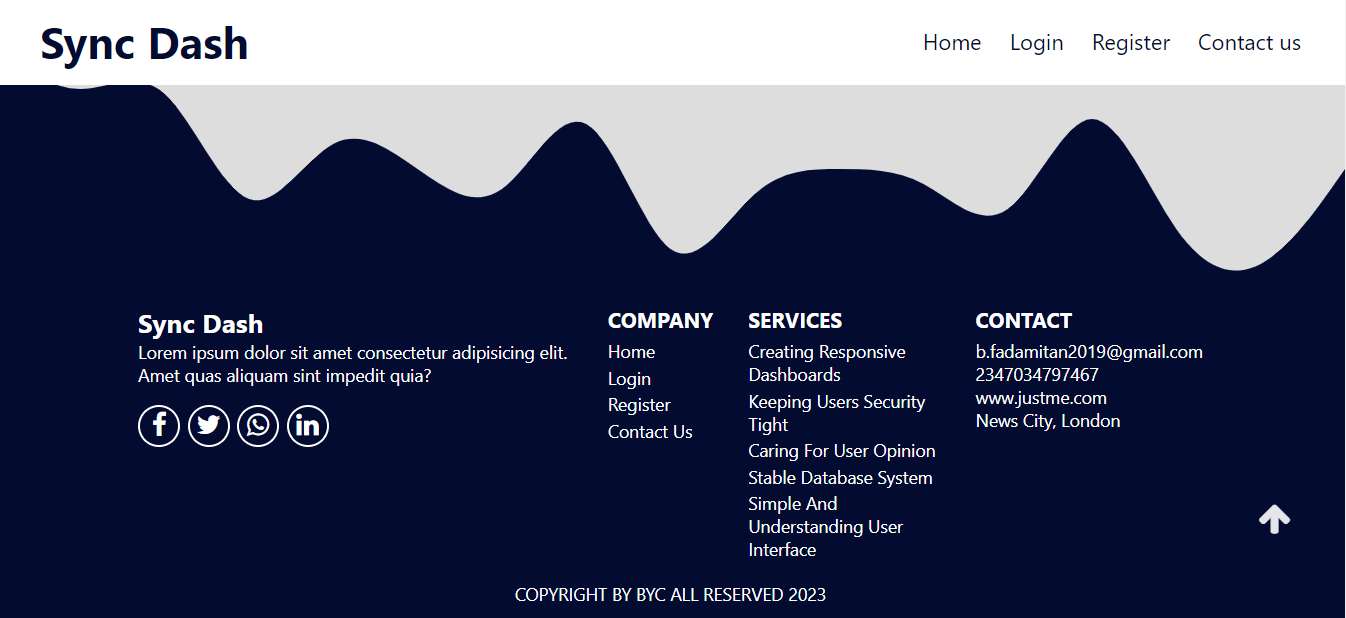 Sync Dash
Home Login Register Contact us
Sync Dash
Lorem ipsum dolor sit amet consectetur adipisicing elit.
Amet quas aliquam sint impedit quia?
COMPANY
Home
Login
Register
Contact Us
SERVICES
Creating Responsive
Dashboards
Keeping Users Security
Tight
Caring For User Opinion
Stable Database System
Simple And
Understanding User
Interface
CONTACT
b.fadamitan2019@gmail.com
2347034797467
www.justme.com
News City, London
COPYRIGHT BY BYC ALL RESERVED 2023